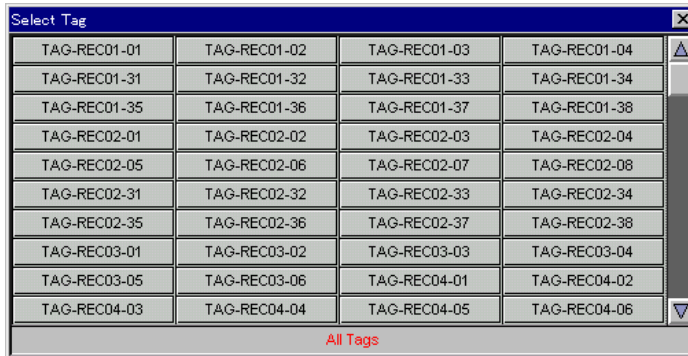 Select Tag
TAG-REC01-01 TAG-REC01-02 TAG-REC01-03 TAG-REC01-04
TAG-REC01-31 TAG-REC01-32 TAG-REC01-33 TAG-REC01-34
TAG-REC01-35 TAG-REC01-36 TAG-REC01-37 TAG-REC01-38
TAG-REC02-01 TAG-REC02-02 TAG-REC02-03 TAG-REC02-04
TAG-REC02-05 TAG-REC02-06 TAG-REC02-07 TAG-REC02-08
TAG-REC02-31 TAG-REC02-32 TAG-REC02-33 TAG-REC02-34
TAG-REC02-35 TAG-REC02-36 TAG-REC02-37 TAG-REC02-38
TAG-REC03-01 TAG-REC03-02 TAG-REC03-03 TAG-REC03-04
TAG-REC03-05 TAG-REC03-06 TAG-REC04-01 TAG-REC04-02
TAG-REC04-03 TAG-REC04-04 TAG-REC04-05 TAG-REC04-06
All Tags